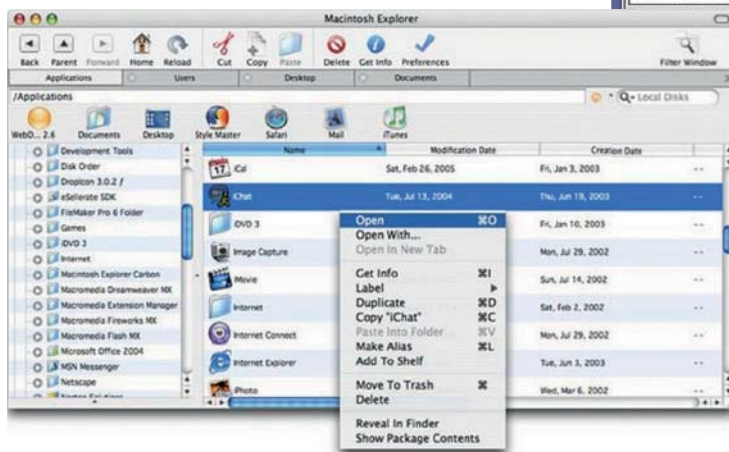 Macintosh Explorer
Back Parent Forward Home Reload Cut Copy Paste Delete Get Info Preferences Filter Window
Applications Users Desktop Documents
/Applications Local Disks
WebD... 2.6 Documents Desktop Style Master Safari Mail iTunes
Name Modification Date Creation Date
Development Tools
Disk Order
Dropicon 3.0.2 ƒ
eSellerate SDK
FileMaker Pro 6 Folder
Games
iDVD 3
Internet
Macintosh Explorer Carbon
Macromedia Dreamweaver MX
Macromedia Extension Manager
Macromedia Fireworks MX
Macromedia Flash MX
Microsoft Office 2004
MSN Messenger
Netscape
iCal Sat, Feb 26, 2005 Fri, Jan 3, 2003 --
iChat Tue, Jul 13, 2004 Thu, Jun 19, 2003 --
iDVD 3 Fri, Jan 10, 2003 --
Image Capture Mon, Jul 29, 2002 --
iMovie Sun, Jul 14, 2002 --
Internet Sat, Feb 2, 2002 --
Internet Connect Mon, Jul 29, 2002 --
Internet Explorer Tue, Jun 3, 2003 --
iPhoto Wed, Mar 6, 2002 --
Open ⌘O
Open With...
Open In New Tab
Get Info ⌘I
Label
Duplicate ⌘D
Copy "iChat" ⌘C
Paste Into Folder ⌘V
Make Alias ⌘L
Add To Shelf
Move To Trash ⌘
Delete
Reveal In Finder
Show Package Contents